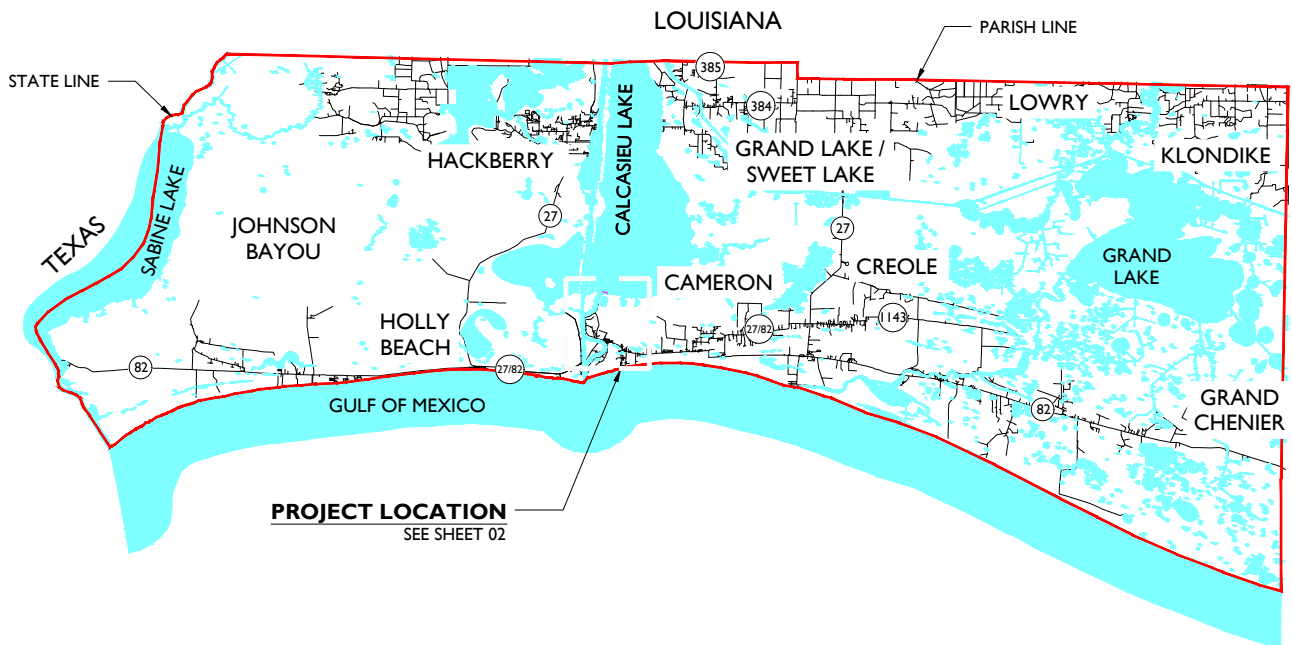 LOUISIANA
PARISH LINE
STATE LINE
385
384
LOWRY
HACKBERRY
CALCASIEU LAKE
GRAND LAKE /
SWEET LAKE
KLONDIKE
TEXAS
SABINE LAKE
JOHNSON
BAYOU
27
27
CAMERON
CREOLE
GRAND
LAKE
HOLLY
BEACH
27/82
1143
82
27/82
GULF OF MEXICO
82
GRAND
CHENIER
PROJECT LOCATION
SEE SHEET 02